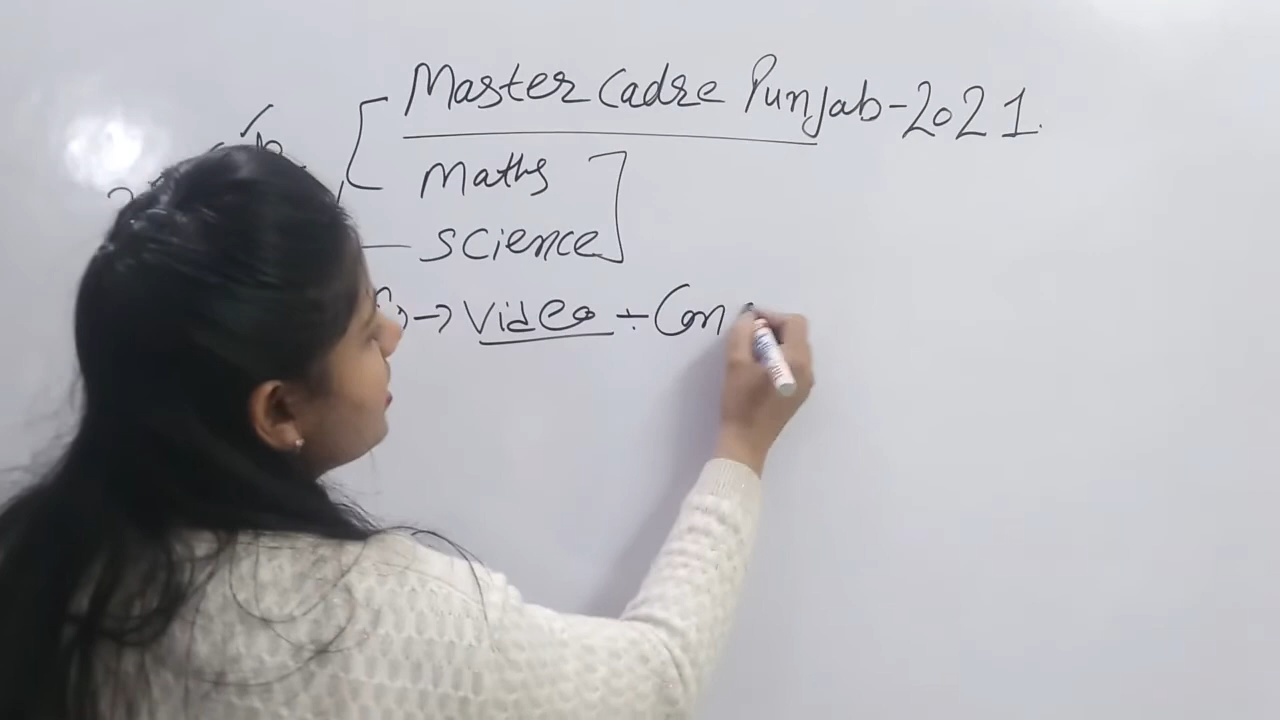 Master Cadre Punjab-2021.
Maths
Science
→ Video ÷ Con